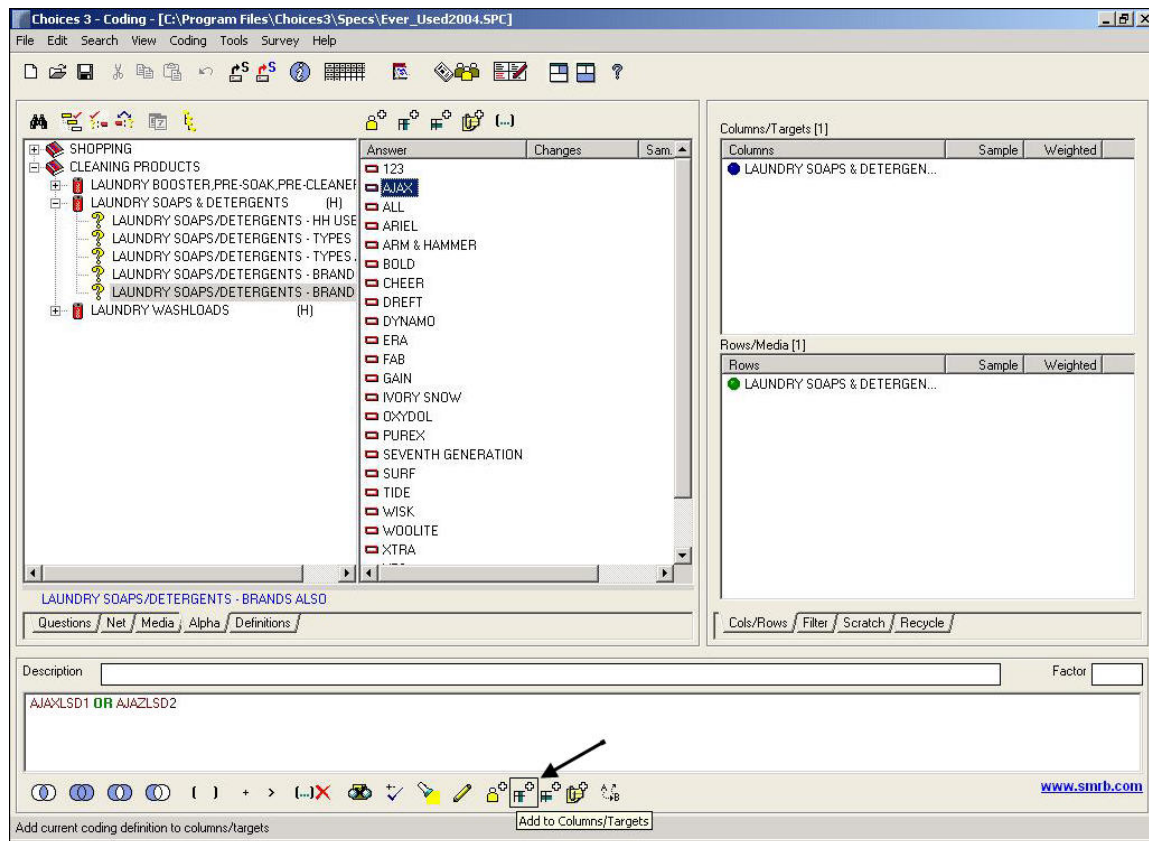 Choices 3 - Coding - [C:\Program Files\Choices3\Specs\Ever_Used2004.SPC]
File Edit Search View Coding Tools Survey Help
SHOPPING
CLEANING PRODUCTS
LAUNDRY BOOSTER,PRE-SOAK,PRE-CLEANEF
LAUNDRY SOAPS & DETERGENTS (H)
LAUNDRY SOAPS/DETERGENTS - HH USE
LAUNDRY SOAPS/DETERGENTS - TYPES
LAUNDRY SOAPS/DETERGENTS - TYPES
LAUNDRY SOAPS/DETERGENTS - BRAND
LAUNDRY SOAPS/DETERGENTS - BRAND
LAUNDRY WASHLOADS (H)
Answer Changes Sam.
123
AJAX
ALL
ARIEL
ARM & HAMMER
BOLD
CHEER
DREFT
DYNAMO
ERA
FAB
GAIN
IVORY SNOW
OXYDOL
PUREX
SEVENTH GENERATION
SURF
TIDE
WISK
WOOLITE
XTRA
LAUNDRY SOAPS/DETERGENTS - BRANDS ALSO
Questions Net Media Alpha Definitions
Columns/Targets [1]
Columns Sample Weighted
LAUNDRY SOAPS & DETERGEN...
Rows/Media [1]
Rows Sample Weighted
LAUNDRY SOAPS & DETERGEN...
Cols/Rows Filter Scratch Recycle
Description Factor
AJAXLSD1 OR AJAZLSD2
www.smrb.com
Add to Columns/Targets
Add current coding definition to columns/targets